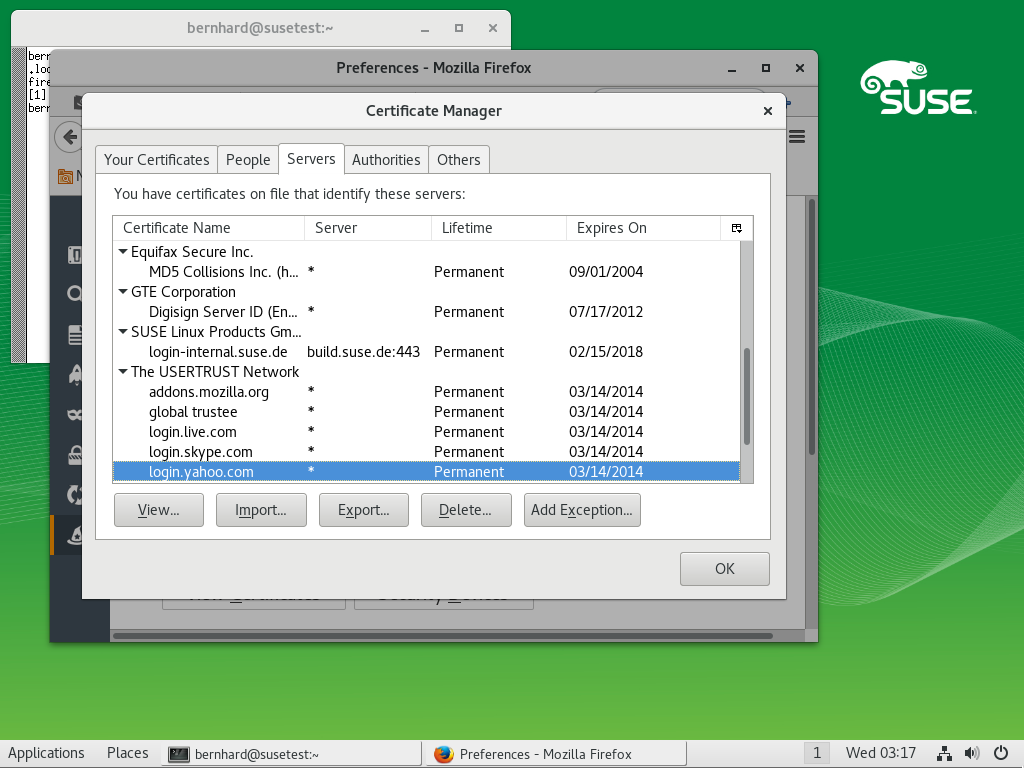 bernhard@susetest:~
Preferences - Mozilla Firefox
SUSE
Certificate Manager
Your Certificates People Servers Authorities Others
You have certificates on file that identify these servers:
Certificate Name Server Lifetime Expires On
Equifax Secure Inc.
MD5 Collisions Inc. (h... * Permanent 09/01/2004
GTE Corporation
Digisign Server ID (En... * Permanent 07/17/2012
SUSE Linux Products Gm...
login-internal.suse.de build.suse.de:443 Permanent 02/15/2018
The USERTRUST Network
addons.mozilla.org * Permanent 03/14/2014
global trustee * Permanent 03/14/2014
login.live.com * Permanent 03/14/2014
login.skype.com * Permanent 03/14/2014
login.yahoo.com * Permanent 03/14/2014
View... Import... Export... Delete... Add Exception...
OK
Applications Places bernhard@susetest:~ Preferences - Mozilla Firefox 1 Wed 03:17